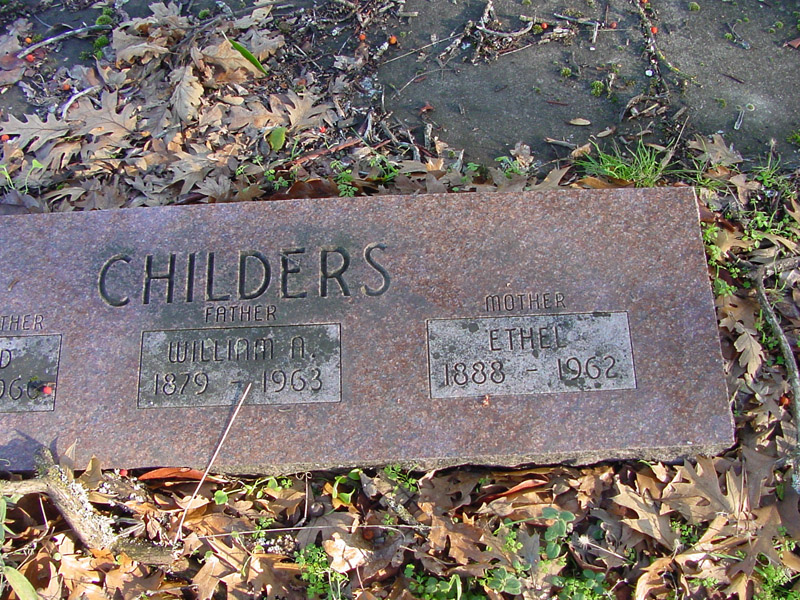 CHILDERS
FATHER
WILLIAM A.
1879 - 1963
MOTHER
ETHEL
1888 - 1962